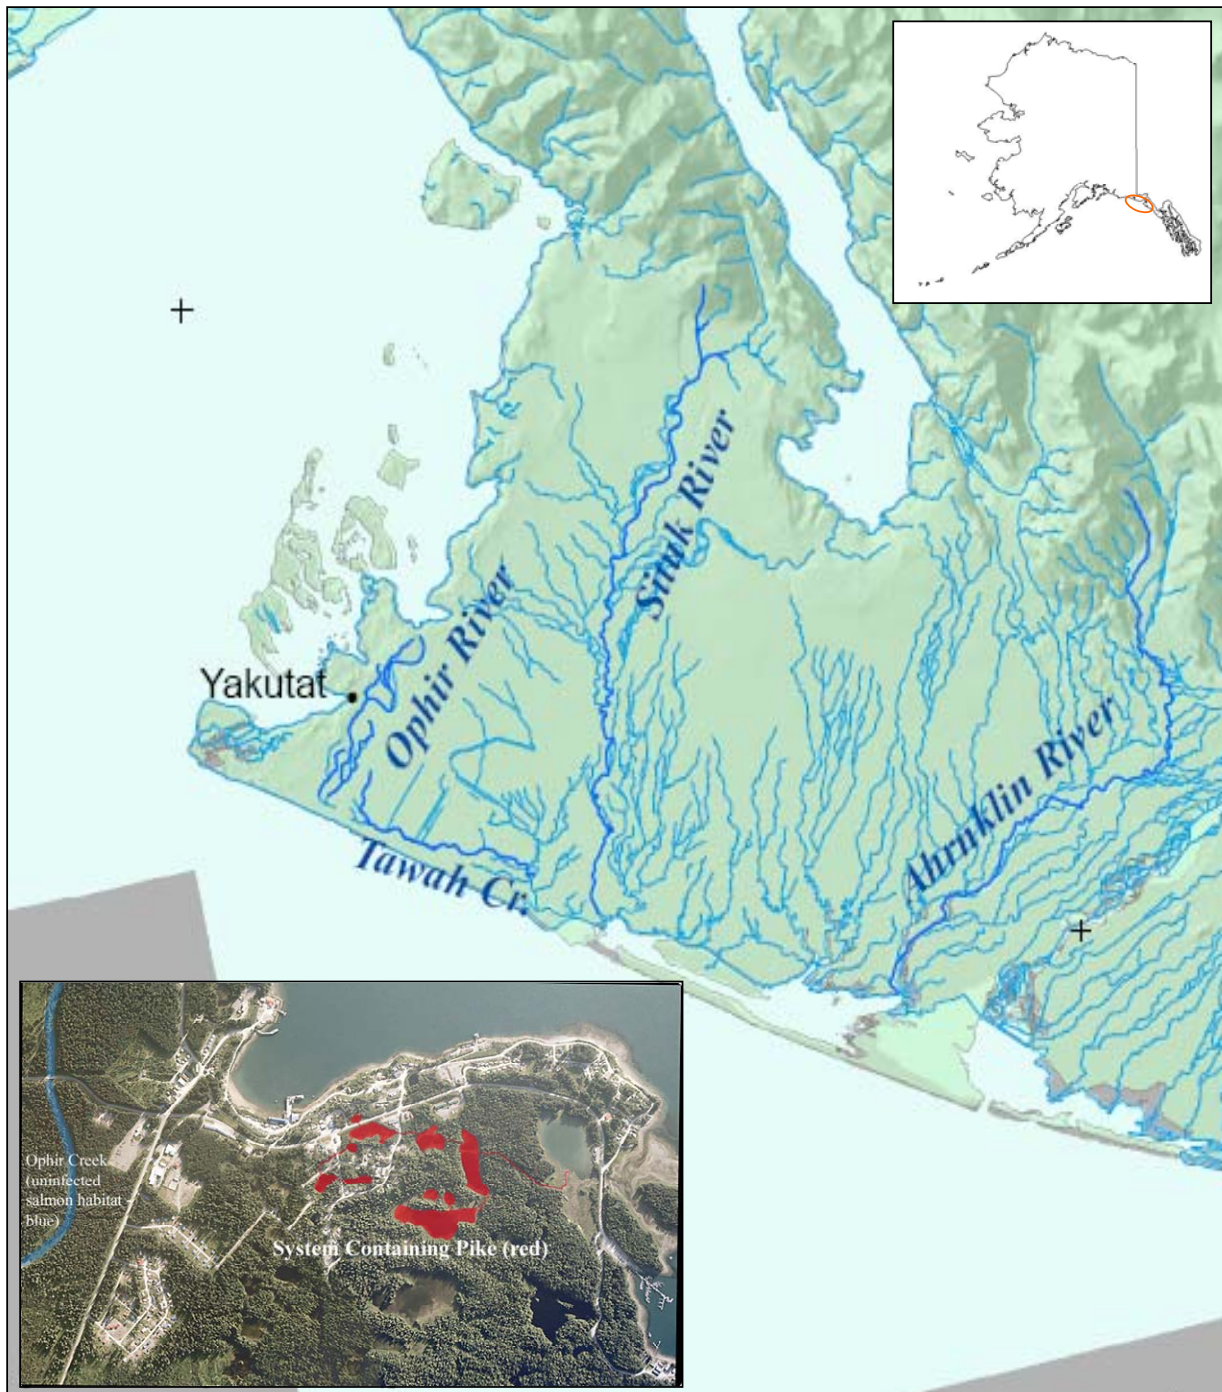 Situk River
Ophir River
Yakutat
Ahrnklin River
Tawah Cr.
Ophir Creek
(uninfected
salmon habitat -
blue)
System Containing Pike (red)